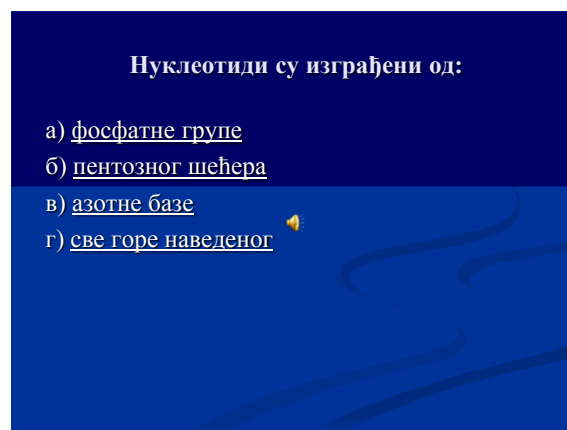 Нуклеотиди су изграђени од:
а) фосфатне групе
б) пентозног шећера
в) азотне базе
г) све горе наведеног